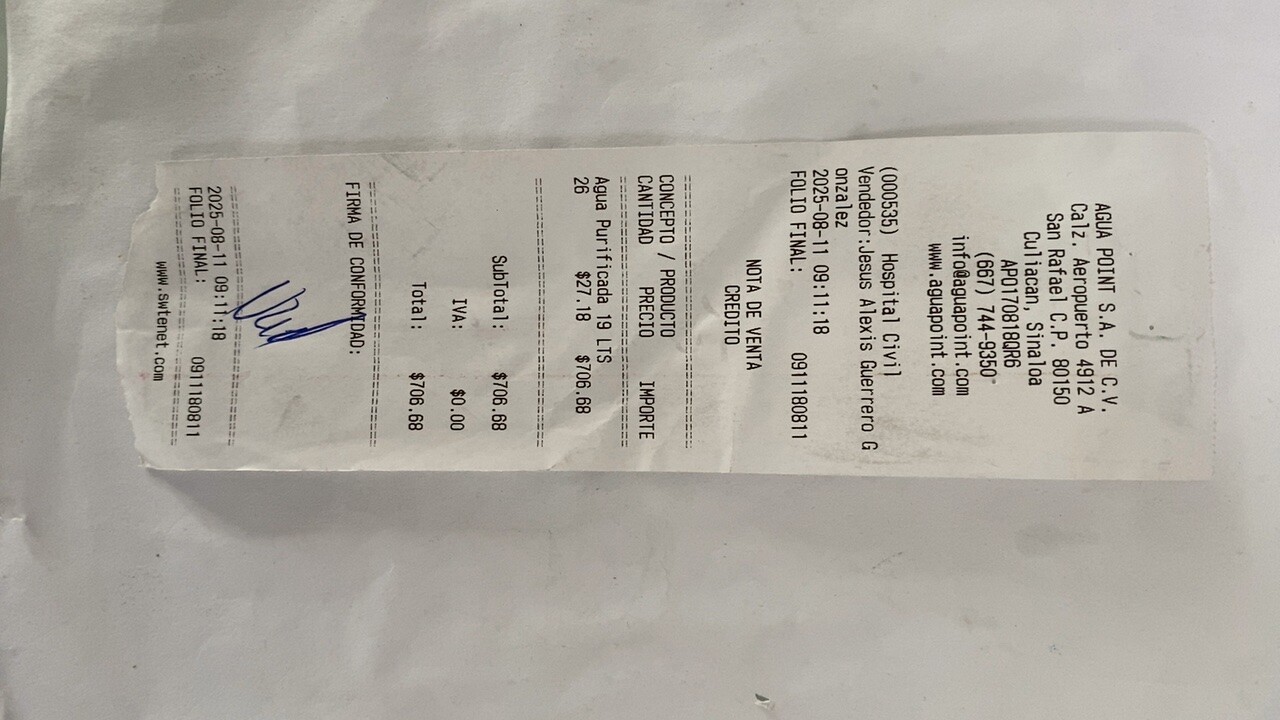 AGUA POINT S.A. DE C.V.
Calz. Aeropuerto 4912 A
San Rafael C.P. 80150
Culiacan, Sinaloa
APO170818QR6
(667) 744-9350
info@aguapoint.com
www.aguapoint.com
(000535) Hospital Civil
Vendedor:Jesus Alexis Guerrero G
onzalez
2025-08-11 09:11:18
FOLIO FINAL: 0911180811
NOTA DE VENTA
CREDITO
CONCEPTO / PRODUCTO
CANTIDAD PRECIO IMPORTE
Agua Purificada 19 LTS
26 $27.18 $706.68
SubTotal: $706.68
IVA: $0.00
Total: $706.68
FIRMA DE CONFORMIDAD:
2025-08-11 09:11:18
FOLIO FINAL: 0911180811
www.swtenet.com